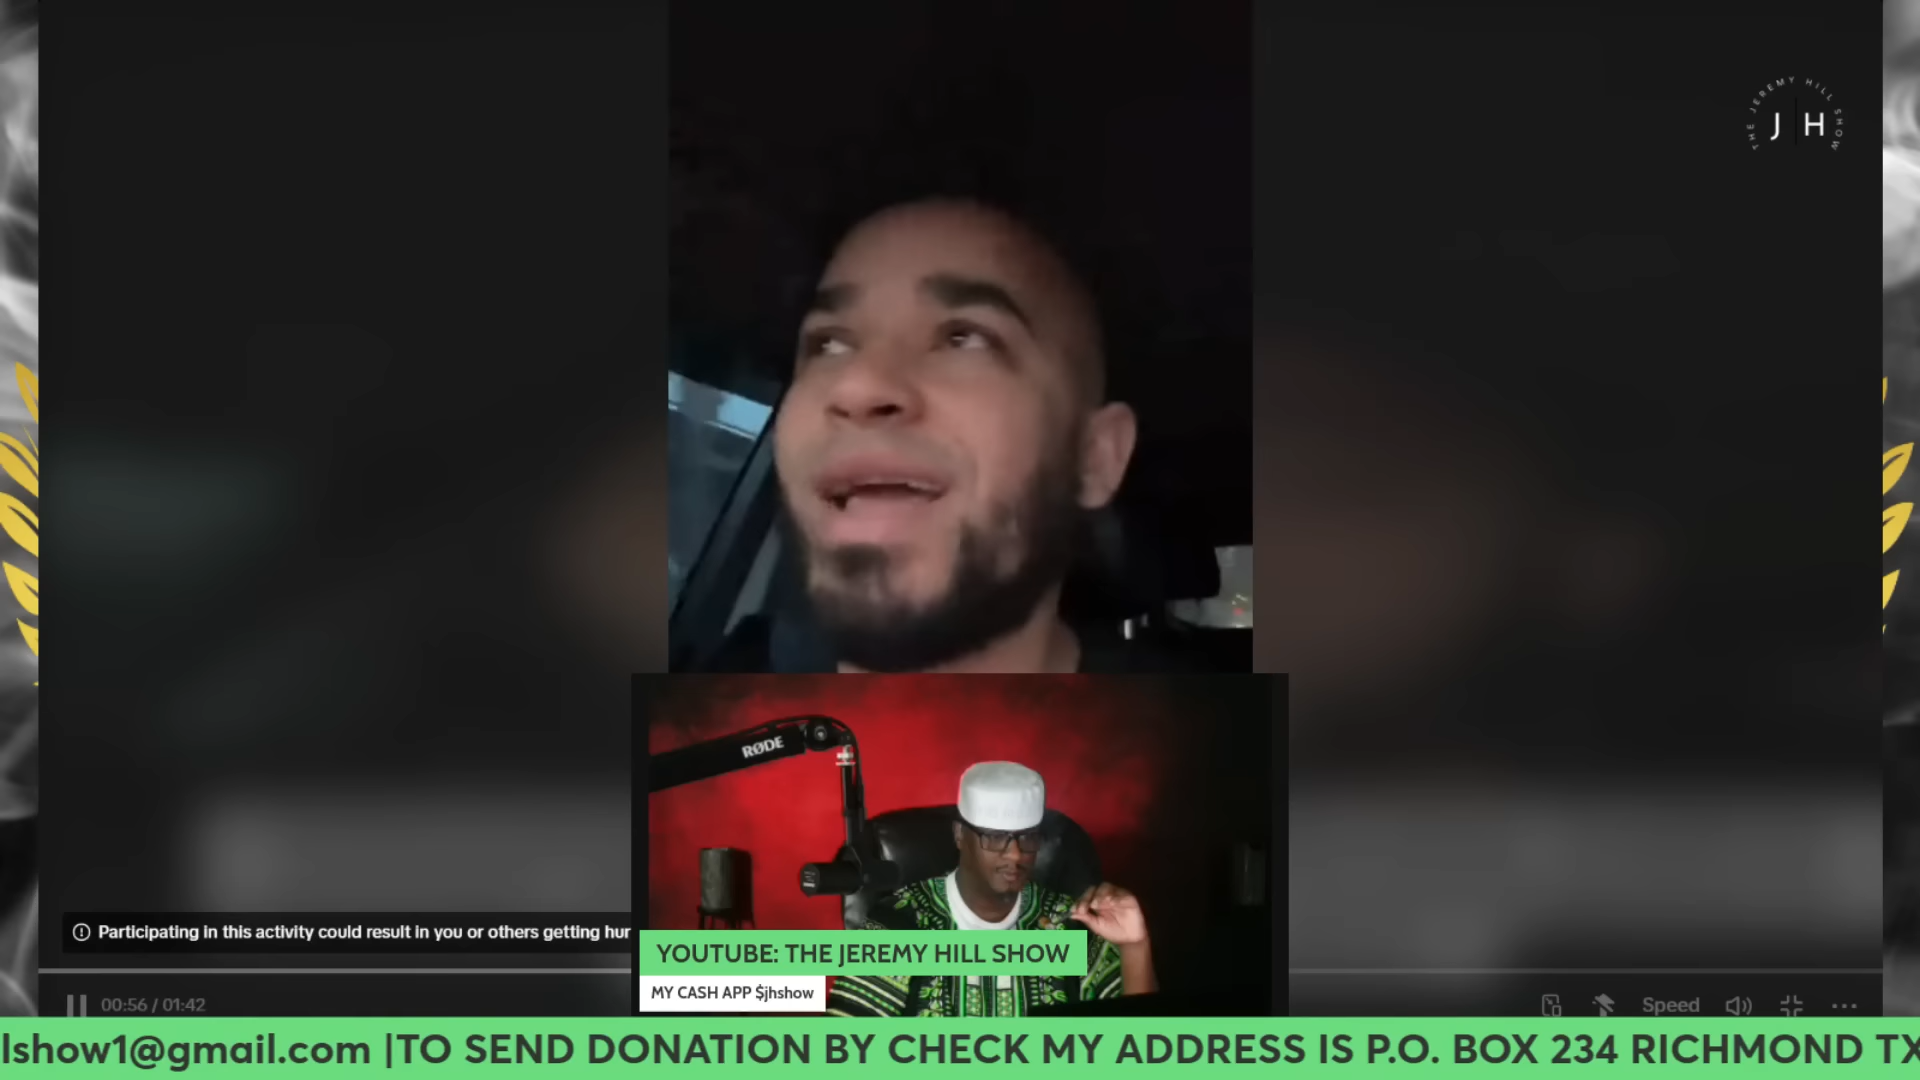 THE JEREMY HILL SHOW
J H
RØDE
Participating in this activity could result in you or others getting hur
YOUTUBE: THE JEREMY HILL SHOW
MY CASH APP $jhshow
00:56 / 01:42
Speed
lshow1@gmail.com |TO SEND DONATION BY CHECK MY ADDRESS IS P.O. BOX 234 RICHMOND TX